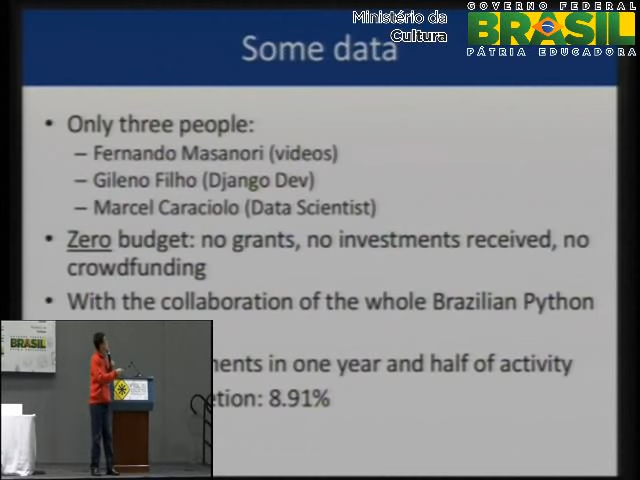 GOVERNO FEDERAL
Ministério da
Cultura
BRASIL
PÁTRIA EDUCADORA
Some data
• Only three people:
– Fernando Masanori (videos)
– Gileno Filho (Django Dev)
– Marcel Caraciolo (Data Scientist)
• Zero budget: no grants, no investments received, no
crowdfunding
• With the collaboration of the whole Brazilian Python
ments in one year and half of activity
etion: 8.91%
BRASIL